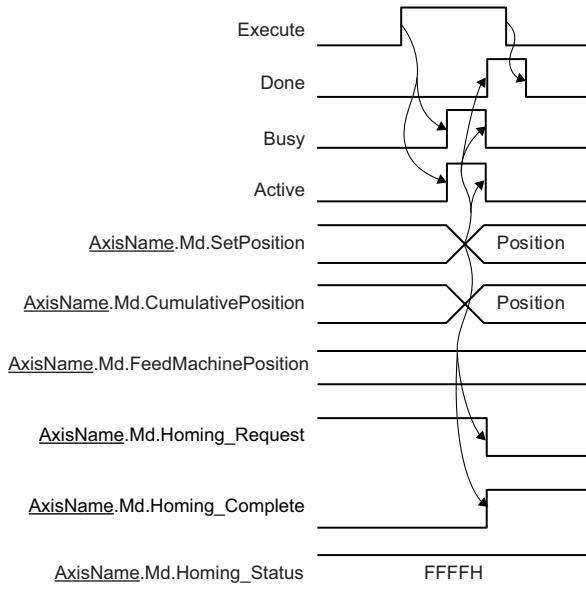 Execute
Done
Busy
Active
AxisName.Md.SetPosition Position
AxisName.Md.CumulativePosition Position
AxisName.Md.FeedMachinePosition
AxisName.Md.Homing_Request
AxisName.Md.Homing_Complete
AxisName.Md.Homing_Status FFFFH